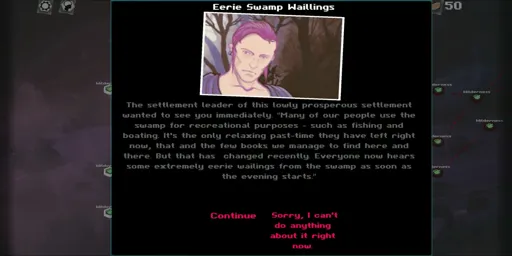 Eerie Swamp Waillings
50
The settlement leader of this lowly prosperous settlement
wanted to see you immediately. "Many of our people use the
swamp for recreational purposes - such as fishing and
boating. It's the only relaxing past-time they have left right
now, that and the few books we manage to find here and
there. But that has changed recently. Everyone now hears
some extremely eerie wailings from the swamp as soon as
the evening starts."
Continue
Sorry, I can't
do anything
about it right
now